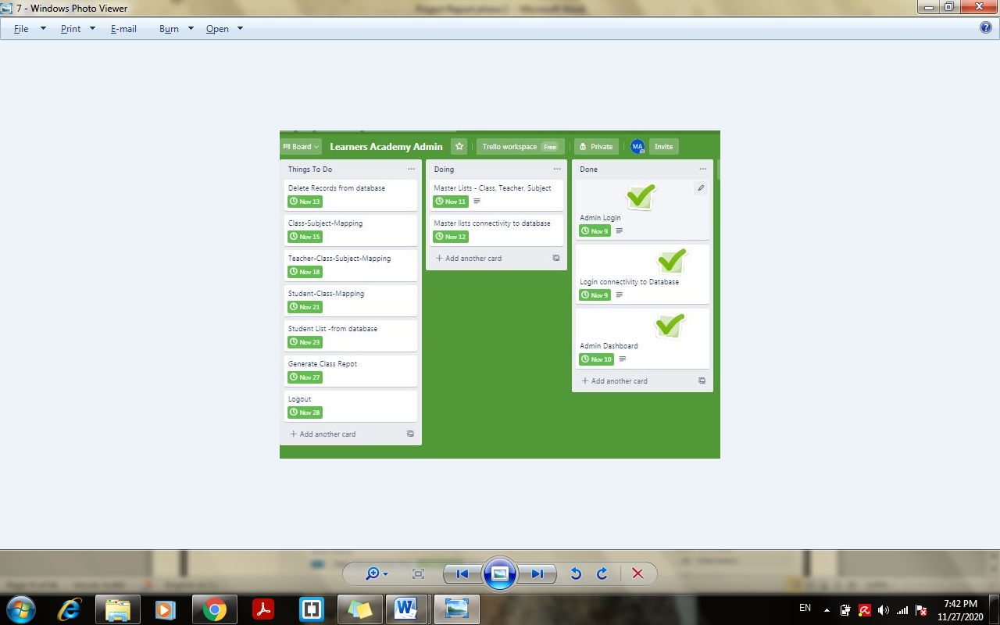 7 - Windows Photo Viewer
File Print E-mail Burn Open
Board Learners Academy Admin Trello workspace Free Private MA Invite
Things To Do
Delete Records from database
Nov 13
Class-Subject-Mapping
Nov 15
Teacher-Class-Subject-Mapping
Nov 18
Student-Class-Mapping
Nov 21
Student List -from database
Nov 23
Generate Class Repot
Nov 27
Logout
Nov 28
+ Add another card
Doing
Master Lists - Class, Teacher, Subject
Nov 11
Master lists connectivity to database
Nov 12
+ Add another card
Done
Admin Login
Nov 9
Login connectivity to Database
Nov 9
Admin Dashboard
Nov 10
+ Add another card
EN
7:42 PM
11/27/2020